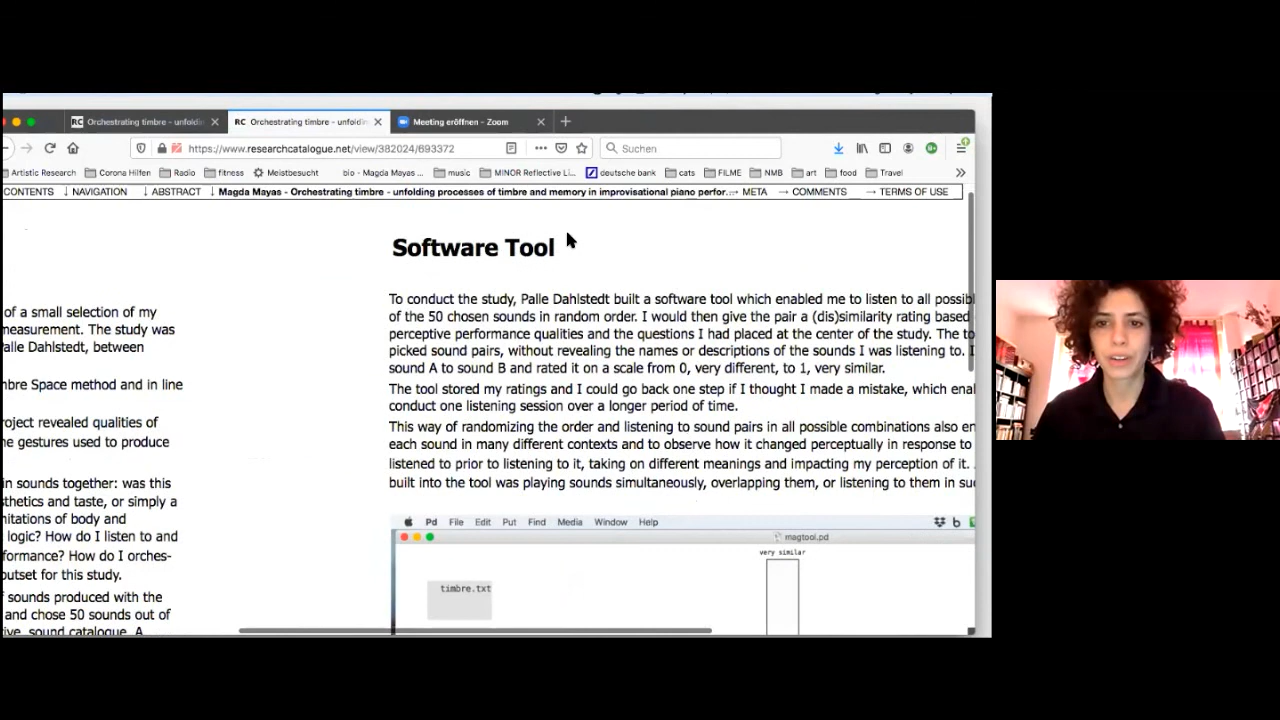 RC Orchestrating timbre - unfoldin
RC Orchestrating timbre - unfoldin
Meeting eröffnen - Zoom
https://www.researchcatalogue.net/view/382024/693372
Suchen
Artistic Research
Corona Hilfen
Radio
fitness
Meistbesucht
bio - Magda Mayas ...
music
MINOR Reflective Li...
deutsche bank
cats
FILME
NMB
art
food
Travel
CONTENTS ↓ NAVIGATION ↓ ABSTRACT Magda Mayas - Orchestrating timbre - unfolding processes of timbre and memory in improvisational piano perfor... → META → COMMENTS → TERMS OF USE
of a small selection of my
measurement. The study was
Palle Dahlstedt, between
mbre Space method and in line
roject revealed qualities of
ne gestures used to produce
in sounds together: was this
sthetics and taste, or simply a
mitations of body and
logic? How do I listen to and
formance? How do I orches-
outset for this study.
f sounds produced with the
and chose 50 sounds out of
tive, sound catalogue. A
Software Tool
To conduct the study, Palle Dahlstedt built a software tool which enabled me to listen to all possib
of the 50 chosen sounds in random order. I would then give the pair a (dis)similarity rating based
perceptive performance qualities and the questions I had placed at the center of the study. The to
picked sound pairs, without revealing the names or descriptions of the sounds I was listening to. I
sound A to sound B and rated it on a scale from 0, very different, to 1, very similar.
The tool stored my ratings and I could go back one step if I thought I made a mistake, which enal
conduct one listening session over a longer period of time.
This way of randomizing the order and listening to sound pairs in all possible combinations also en
each sound in many different contexts and to observe how it changed perceptually in response to
listened to prior to listening to it, taking on different meanings and impacting my perception of it.
built into the tool was playing sounds simultaneously, overlapping them, or listening to them in su
Pd File Edit Put Find Media Window Help
magtool.pd
very similar
timbre.txt